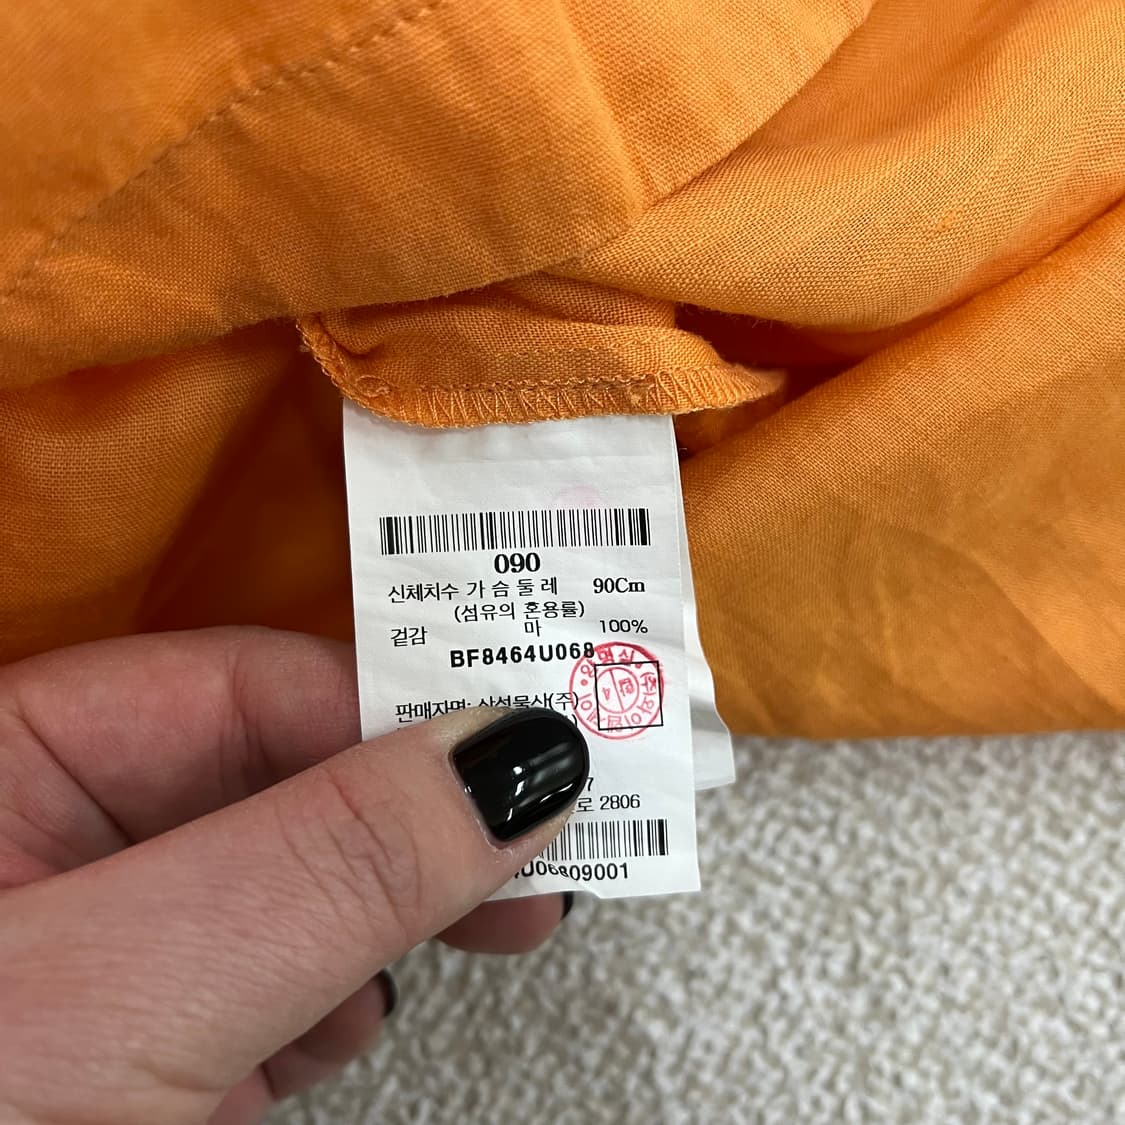 090
신체치수 가 슴 둘 레 90Cm
(섬유의 혼용률)
겉감 마 100%
BF8464U068
판매자명: 삼성물산(주)
로 2806
U06809001